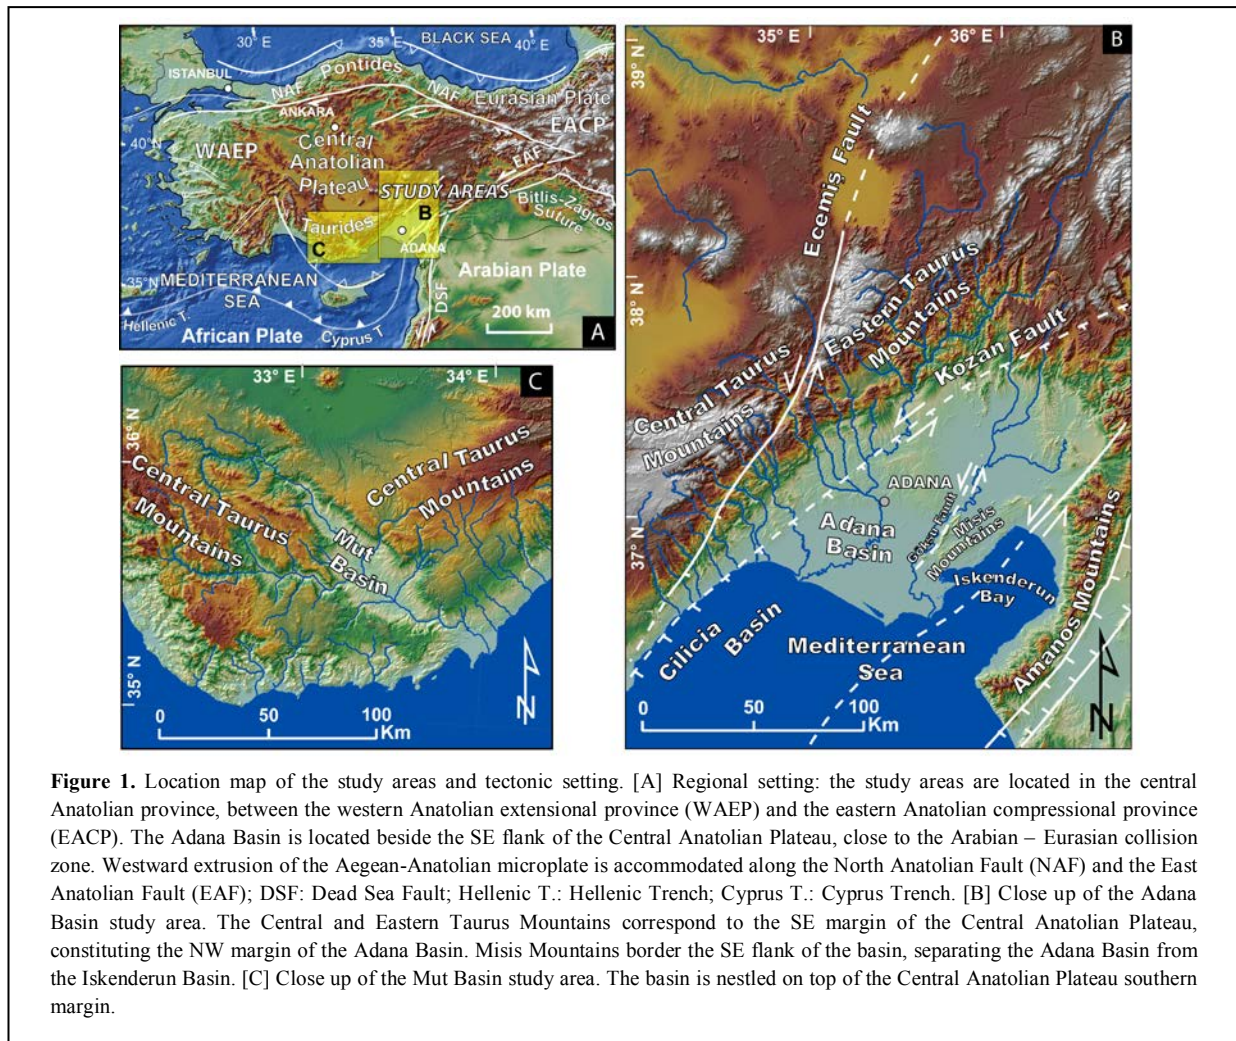 30° E
35° E
BLACK SEA
40° E
ISTANBUL
Pontides
NAF
NAF
ANKARA
Eurasian Plate
EACP
40° N
WAEP
Central
Anatolian
Plateau
EAF
STUDY AREAS
Bitlis-Zagros
Suture
Taurides
B
C
ADANA
35° N
MEDITERRANEAN
SEA
Arabian Plate
DSF
Hellenic T.
African Plate
Cyprus T
200 km
A
33° E
34° E
C
36° N
Central Taurus
Mountains
Central Taurus
Mountains
Mut
Basin
35° N
0
50
100
Km
N
35° E
36° E
B
39° N
Ecemis Fault
38° N
Eastern Taurus
Mountains
Kozan Fault
Central Taurus
Mountains
ADANA
37° N
Adana
Basin
Göksu fault
Misis
Mountains
Iskenderun
Bay
Amanos Mountains
Cilicia
Basin
Mediterranean
Sea
0
50
100
Km
N
Figure 1. Location map of the study areas and tectonic setting. [A] Regional setting: the study areas are located in the central
Anatolian province, between the western Anatolian extensional province (WAEP) and the eastern Anatolian compressional province
(EACP). The Adana Basin is located beside the SE flank of the Central Anatolian Plateau, close to the Arabian – Eurasian collision
zone. Westward extrusion of the Aegean-Anatolian microplate is accommodated along the North Anatolian Fault (NAF) and the East
Anatolian Fault (EAF); DSF: Dead Sea Fault; Hellenic T.: Hellenic Trench; Cyprus T.: Cyprus Trench. [B] Close up of the Adana
Basin study area. The Central and Eastern Taurus Mountains correspond to the SE margin of the Central Anatolian Plateau,
constituting the NW margin of the Adana Basin. Misis Mountains border the SE flank of the basin, separating the Adana Basin from
the Iskenderun Basin. [C] Close up of the Mut Basin study area. The basin is nestled on top of the Central Anatolian Plateau southern
margin.